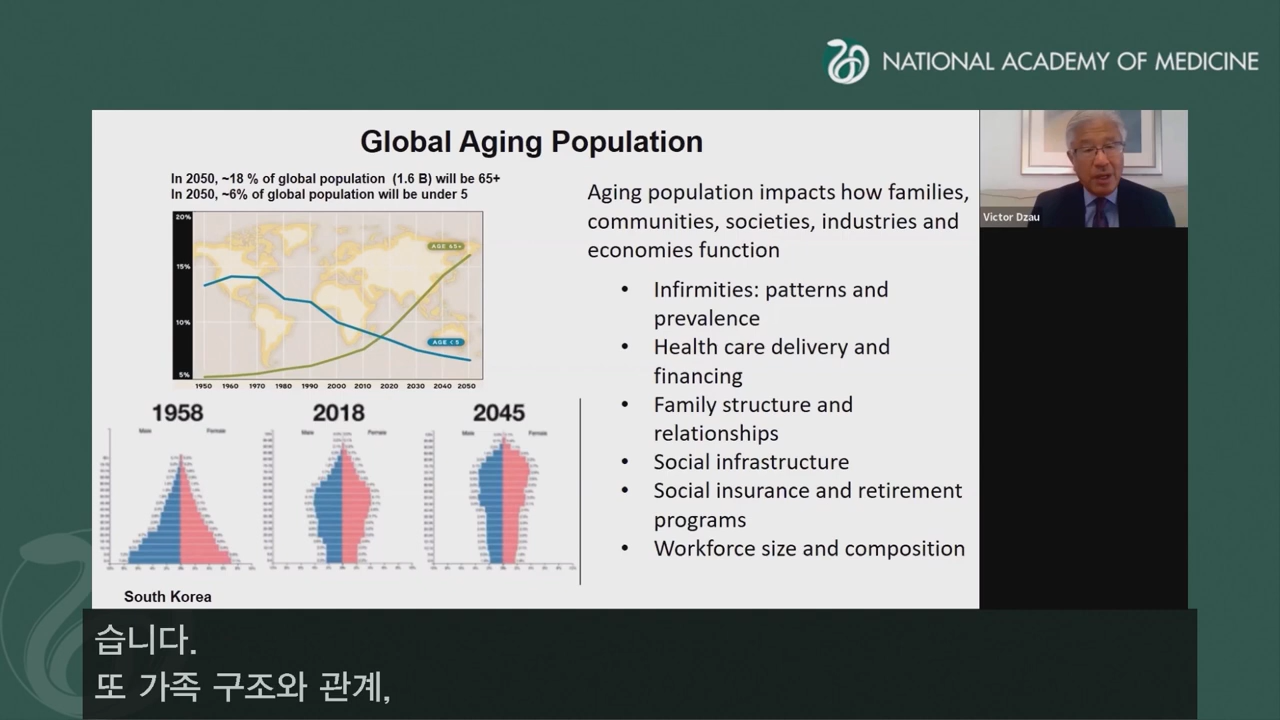 NATIONAL ACADEMY OF MEDICINE
Global Aging Population
In 2050, ~18 % of global population (1.6 B) will be 65+
In 2050, ~6% of global population will be under 5
20%
15%
10%
5%
AGE 65+
AGE < 5
1950 1960 1970 1980 1990 2000 2010 2020 2030 2040 2050
1958
2018
2045
Male Female
Male Female
Male Female
South Korea
Aging population impacts how families,
communities, societies, industries and
economies function
• Infirmities: patterns and
prevalence
• Health care delivery and
financing
• Family structure and
relationships
• Social infrastructure
• Social insurance and retirement
programs
• Workforce size and composition
Victor Dzau
습니다.
또 가족 구조와 관계,